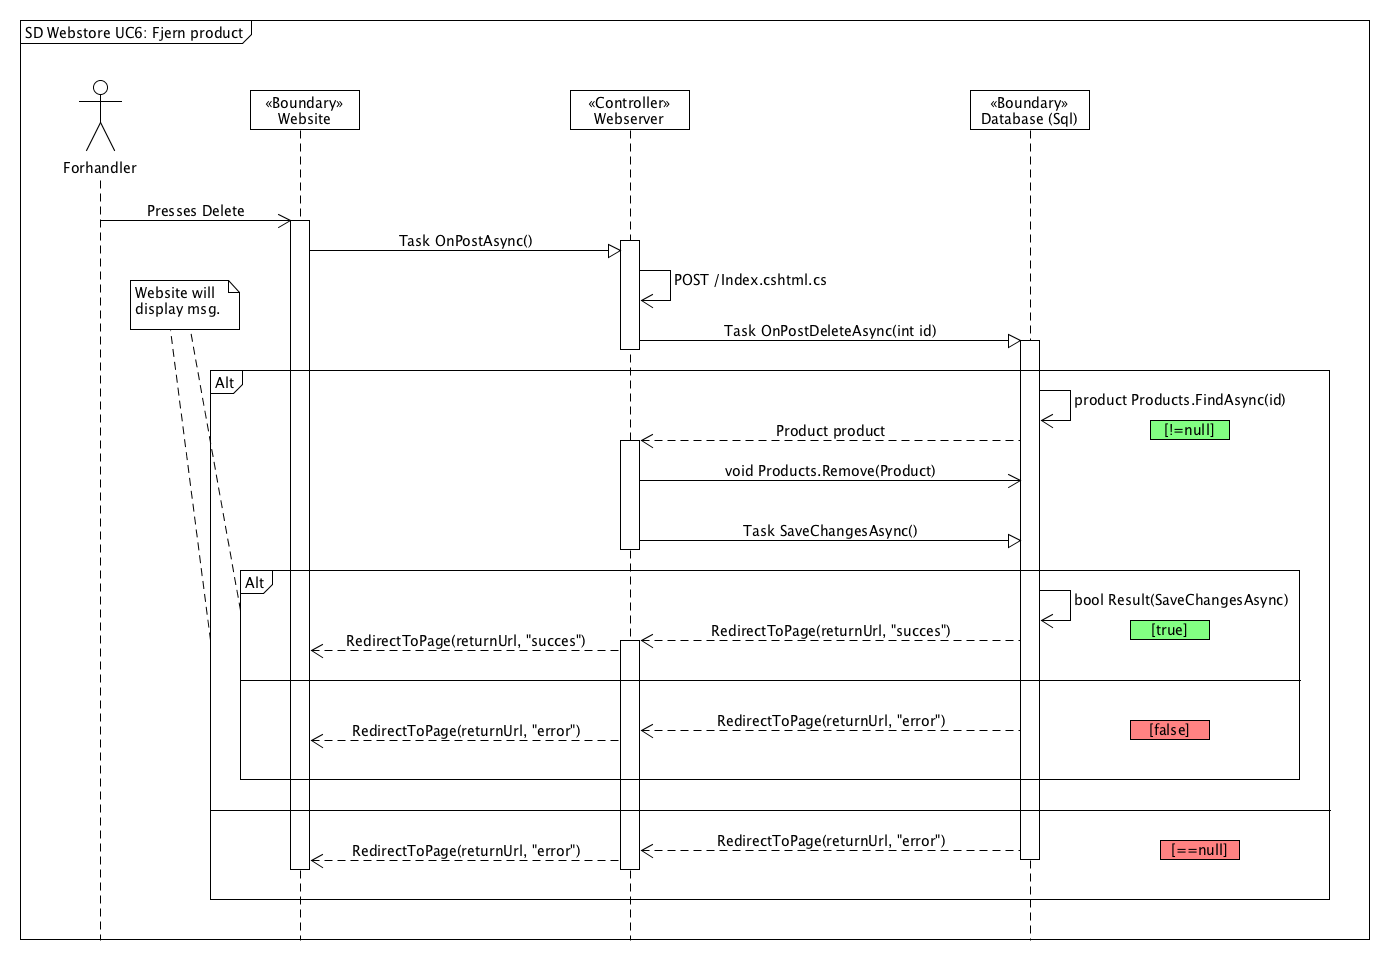 SD Webstore UC6: Fjern product
«Boundary»
Website
«Controller»
Webserver
«Boundary»
Database (Sql)
Forhandler
Presses Delete
Task OnPostAsync()
POST /Index.cshtml.cs
Website will
display msg.
Task OnPostDeleteAsync(int id)
Alt
product Products.FindAsync(id)
[!=null]
Product product
void Products.Remove(Product)
Task SaveChangesAsync()
Alt
bool Result(SaveChangesAsync)
[true]
RedirectToPage(returnUrl, "succes")
RedirectToPage(returnUrl, "succes")
RedirectToPage(returnUrl, "error")
[false]
RedirectToPage(returnUrl, "error")
RedirectToPage(returnUrl, "error")
[==null]
RedirectToPage(returnUrl, "error")